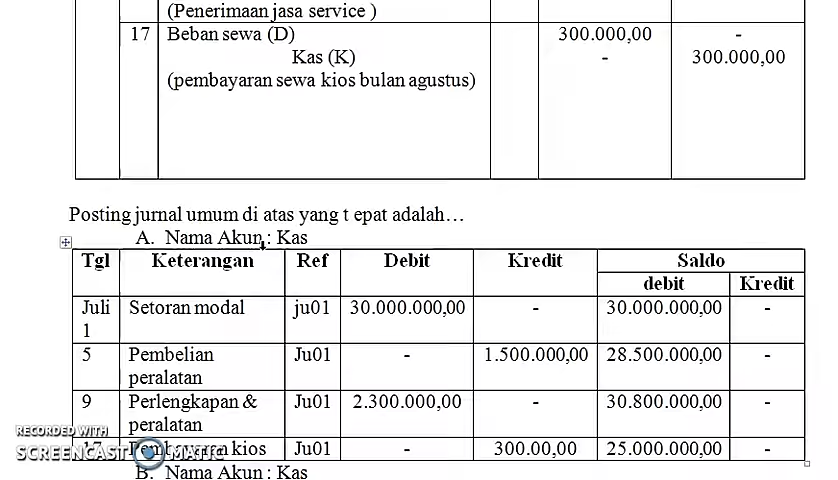 (Penerimaan jasa service )
17 Beban sewa (D) 300.000,00 -
Kas (K) - 300.000,00
(pembayaran sewa kios bulan agustus)
Posting jurnal umum di atas yang t epat adalah…
A. Nama Akun : Kas
Tgl Keterangan Ref Debit Kredit Saldo
debit Kredit
Juli Setoran modal ju01 30.000.000,00 - 30.000.000,00 -
1
5 Pembelian Ju01 - 1.500.000,00 28.500.000,00 -
peralatan
9 Perlengkapan & Ju01 2.300.000,00 - 30.800.000,00 -
peralatan
RECORDED WITH
kios Ju01 - 300.00,00 25.000.000,00 -
SCREENCAST MATIC
B. Nama Akun : Kas